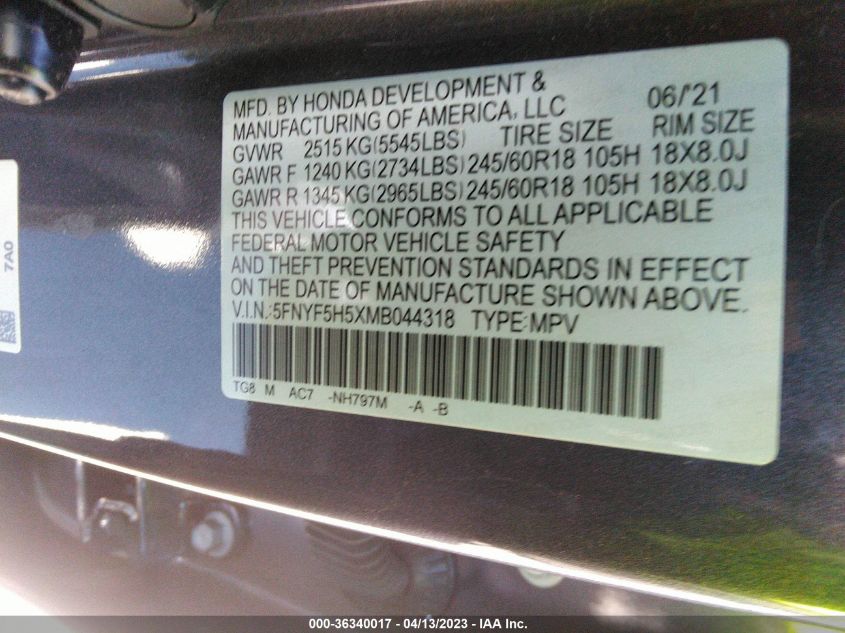 MFD. BY HONDA DEVELOPMENT & 06/'21
MANUFACTURING OF AMERICA, LLC
GVWR 2515 KG(5545LBS) TIRE SIZE RIM SIZE
GAWR F 1240 KG(2734LBS) 245/60R18 105H 18X8.0J
GAWR R 1345 KG(2965LBS) 245/60R18 105H 18X8.0J
THIS VEHICLE CONFORMS TO ALL APPLICABLE
FEDERAL MOTOR VEHICLE SAFETY
AND THEFT PREVENTION STANDARDS IN EFFECT
ON THE DATE OF MANUFACTURE SHOWN ABOVE.
V.I.N.:5FNYF5H5XMB044318 TYPE:MPV
TG8 M AC7 -NH797M -A -B
7A0
000-36340017 — 04/13/2023 - IAA Inc.